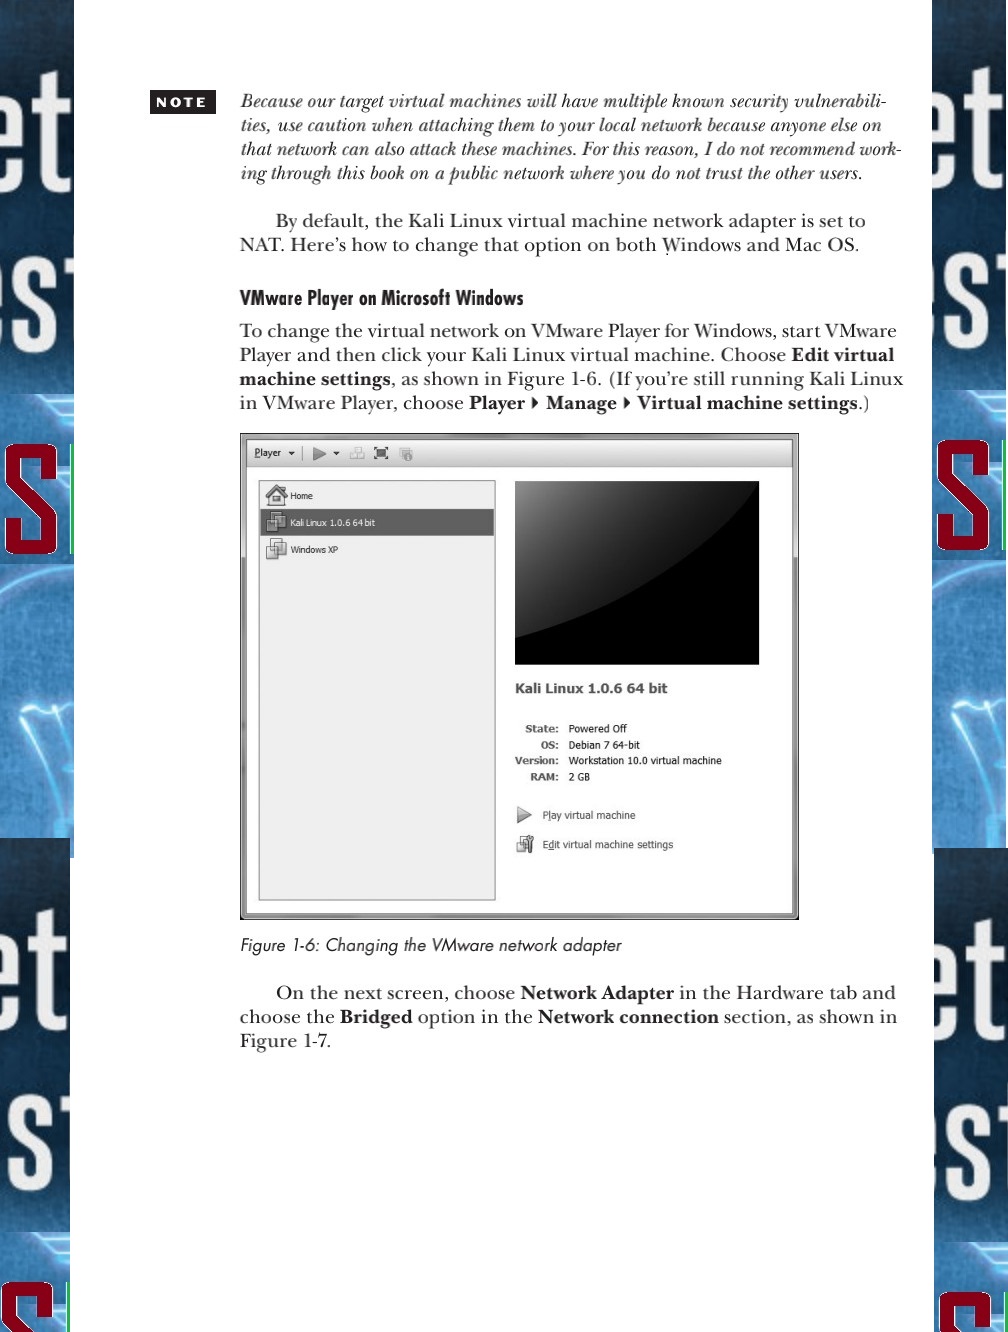 NOTE
Because our target virtual machines will have multiple known security vulnerabili-
ties, use caution when attaching them to your local network because anyone else on
that network can also attack these machines. For this reason, I do not recommend work-
ing through this book on a public network where you do not trust the other users.
By default, the Kali Linux virtual machine network adapter is set to
NAT. Here’s how to change that option on both Windows and Mac OS.
VMware Player on Microsoft Windows
To change the virtual network on VMware Player for Windows, start VMware
Player and then click your Kali Linux virtual machine. Choose Edit virtual
machine settings, as shown in Figure 1-6. (If you’re still running Kali Linux
in VMware Player, choose Player ▸ Manage ▸ Virtual machine settings.)
Player
Home
Kali Linux 1.0.6 64 bit
Windows XP
Kali Linux 1.0.6 64 bit
State: Powered Off
OS: Debian 7 64-bit
Version: Workstation 10.0 virtual machine
RAM: 2 GB
Play virtual machine
Edit virtual machine settings
Figure 1-6: Changing the VMware network adapter
On the next screen, choose Network Adapter in the Hardware tab and
choose the Bridged option in the Network connection section, as shown in
Figure 1-7.